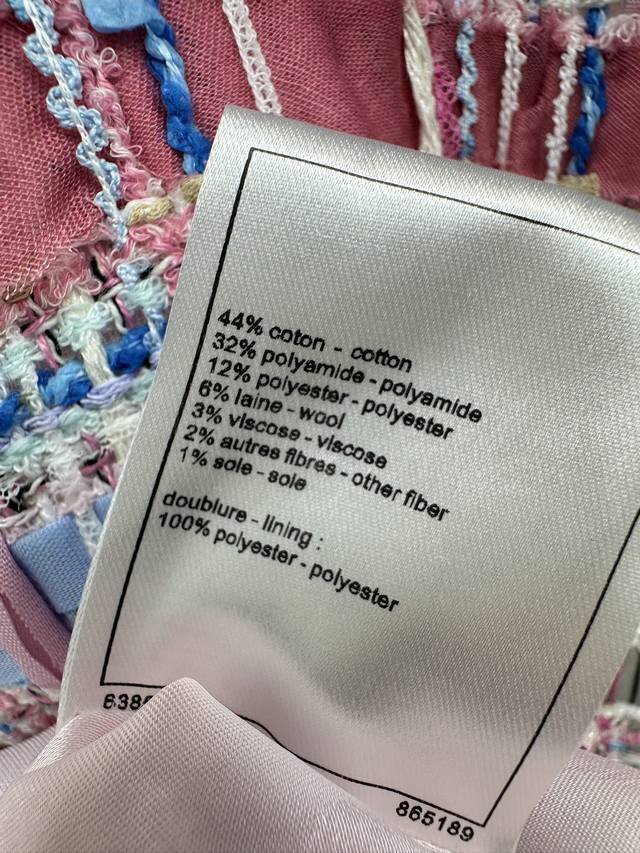 44% coton - cotton
32% polyamide - polyamide
12% polyester - polyester
6% laine - wool
3% viscose - viscose
2% autres fibres - other fiber
1% soie - soie
doublure - lining :
100% polyester - polyester
865189